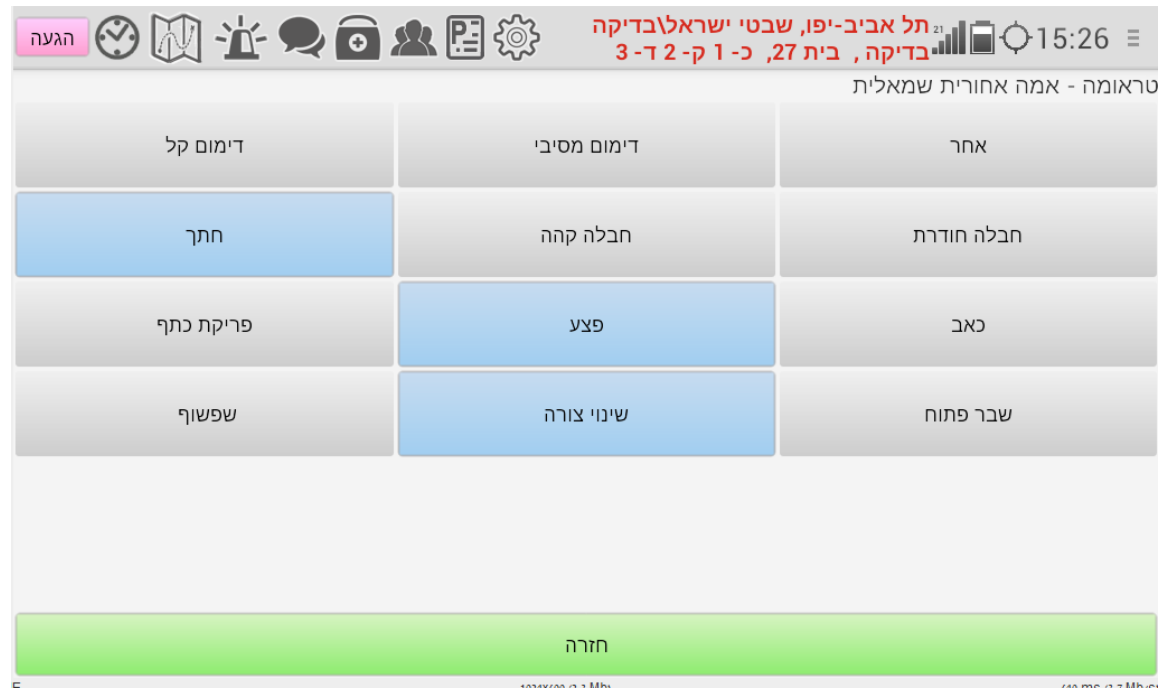 הגעה
תל אביב-יפו, שבטי ישראל\בדיקה
בדיקה , בית 27, כ- 1 ק- 2 ד- 3
21
15:26
טראומה - אמה אחורית שמאלית
אחר דימום מסיבי דימום קל
חבלה חודרת חבלה קהה חתך
כאב פצע פריקת כתף
שבר פתוח שינוי צורה שפשוף
חזרה